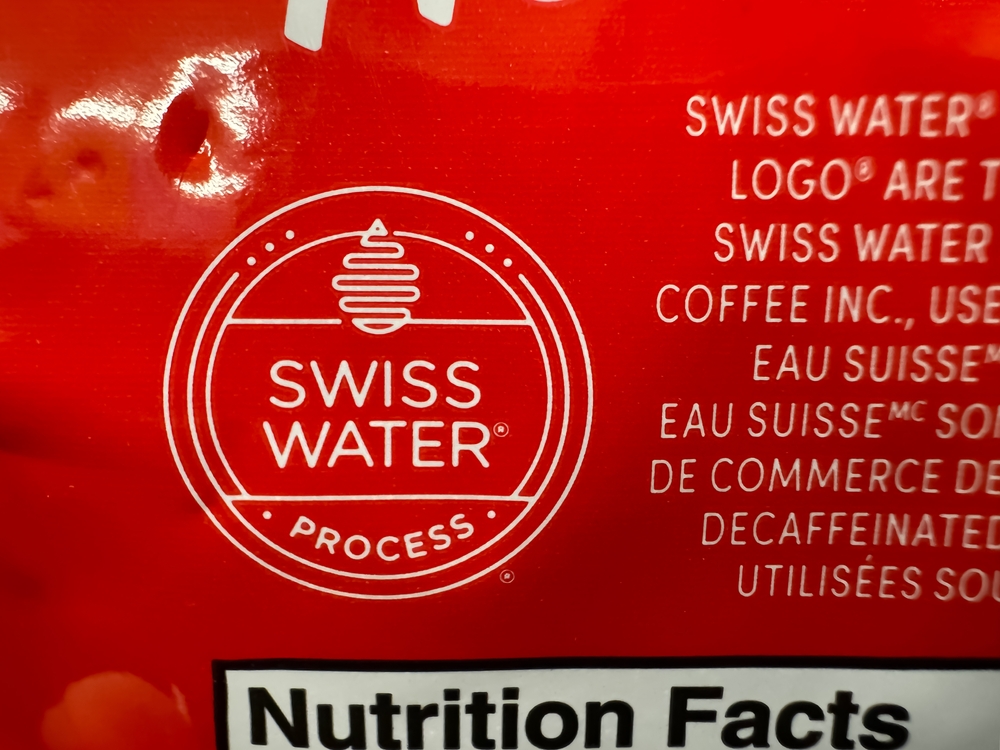 SWISS
WATER®
PROCESS
®
SWISS WATER®
LOGO® ARE T
SWISS WATER
COFFEE INC., USE
EAU SUISSE
EAU SUISSEᴹᶜ SO
DE COMMERCE DE
DECAFFEINATED
UTILISÉES SOU
Nutrition Facts